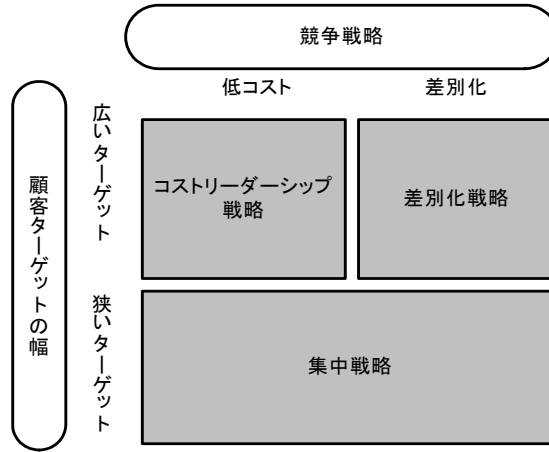 競争戦略
低コスト
差別化
顧客ターゲットの幅
広いターゲット
コストリーダーシップ
戦略
差別化戦略
狭いターゲット
集中戦略